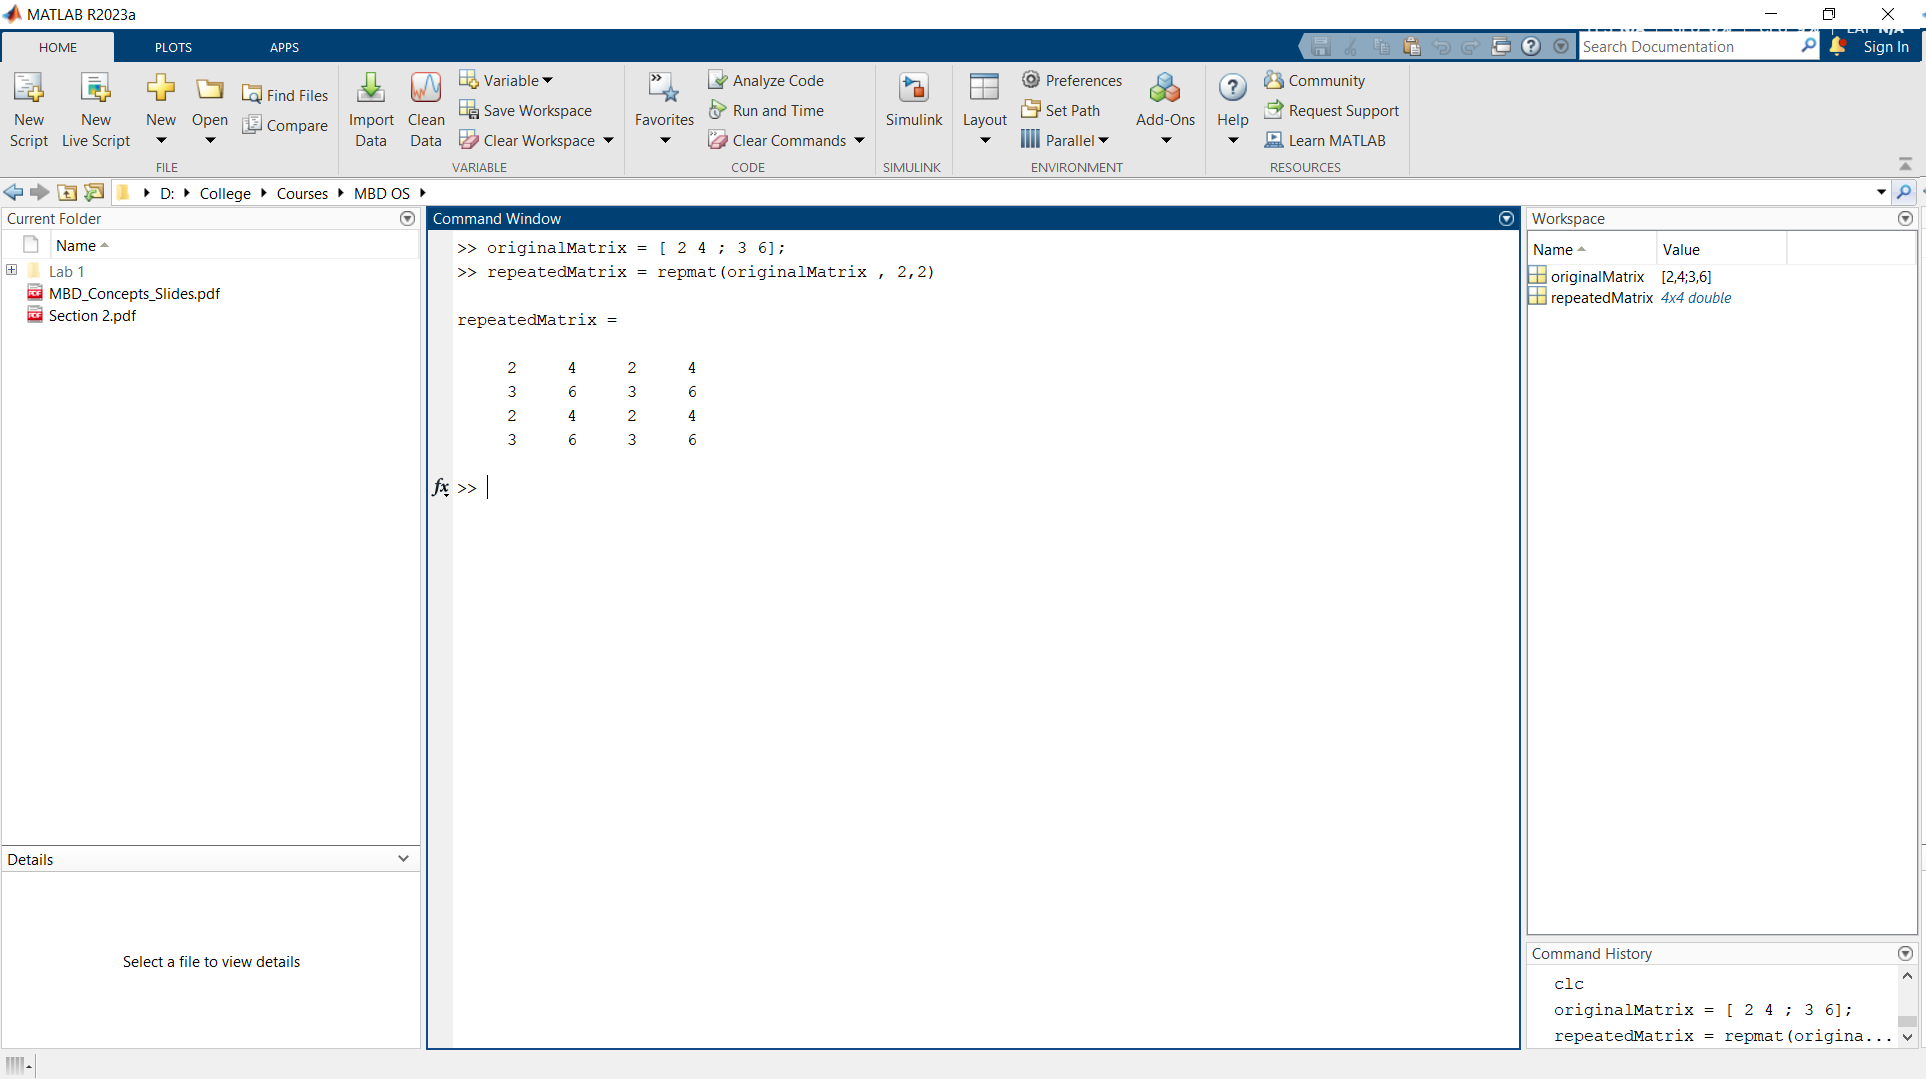 MATLAB R2023a
HOME PLOTS APPS
Search Documentation
Sign In
New Script
New Live Script
New
Open
Find Files
Compare
FILE
Import Data
Clean Data
Variable
Save Workspace
Clear Workspace
VARIABLE
Favorites
Analyze Code
Run and Time
Clear Commands
CODE
Simulink
SIMULINK
Layout
Preferences
Set Path
Parallel
Add-Ons
ENVIRONMENT
Help
Community
Request Support
Learn MATLAB
RESOURCES
D: College Courses MBD OS
Current Folder
Name
Lab 1
MBD_Concepts_Slides.pdf
Section 2.pdf
Details
Select a file to view details
Command Window
>> originalMatrix = [ 2 4 ; 3 6];
>> repeatedMatrix = repmat(originalMatrix , 2,2)
repeatedMatrix =
2 4 2 4
3 6 3 6
2 4 2 4
3 6 3 6
fx >>
Workspace
Name Value
originalMatrix [2,4;3,6]
repeatedMatrix 4x4 double
Command History
clc
originalMatrix = [ 2 4 ; 3 6];
repeatedMatrix = repmat(origina...